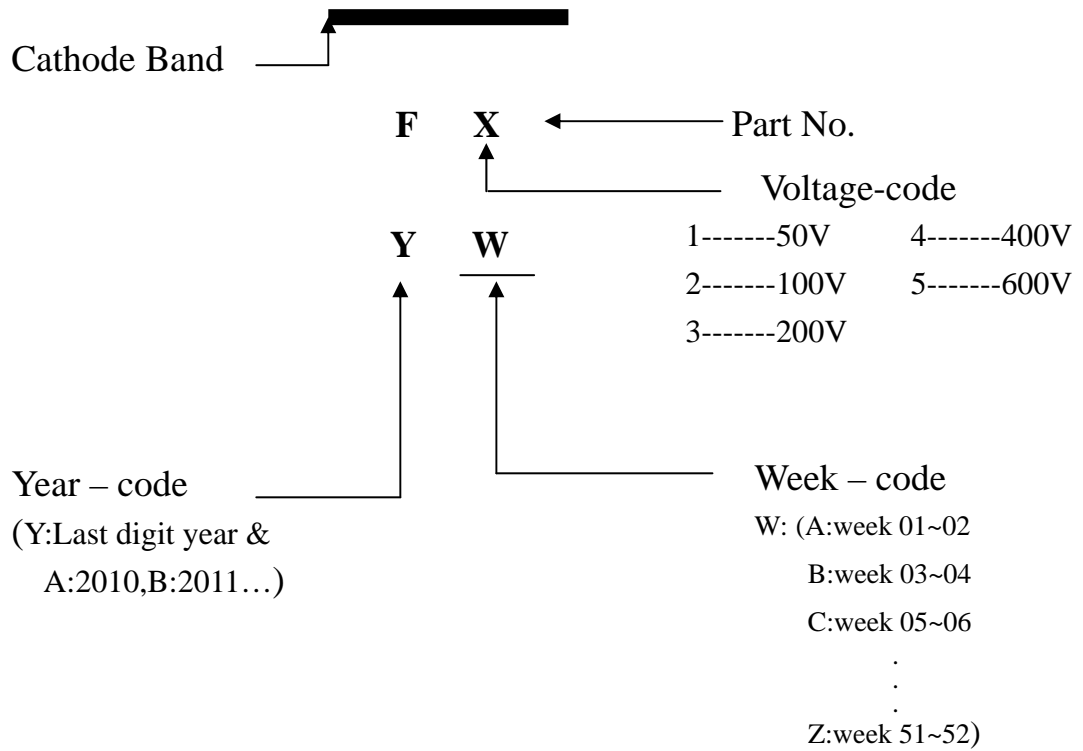 Cathode Band
F X
Part No.
Voltage-code
1-------50V 4-------400V
2-------100V 5-------600V
3-------200V
Y W
Year – code
(Y:Last digit year &
A:2010,B:2011…)
Week – code
W: (A:week 01~02
B:week 03~04
C:week 05~06
.
.
.
Z:week 51~52)